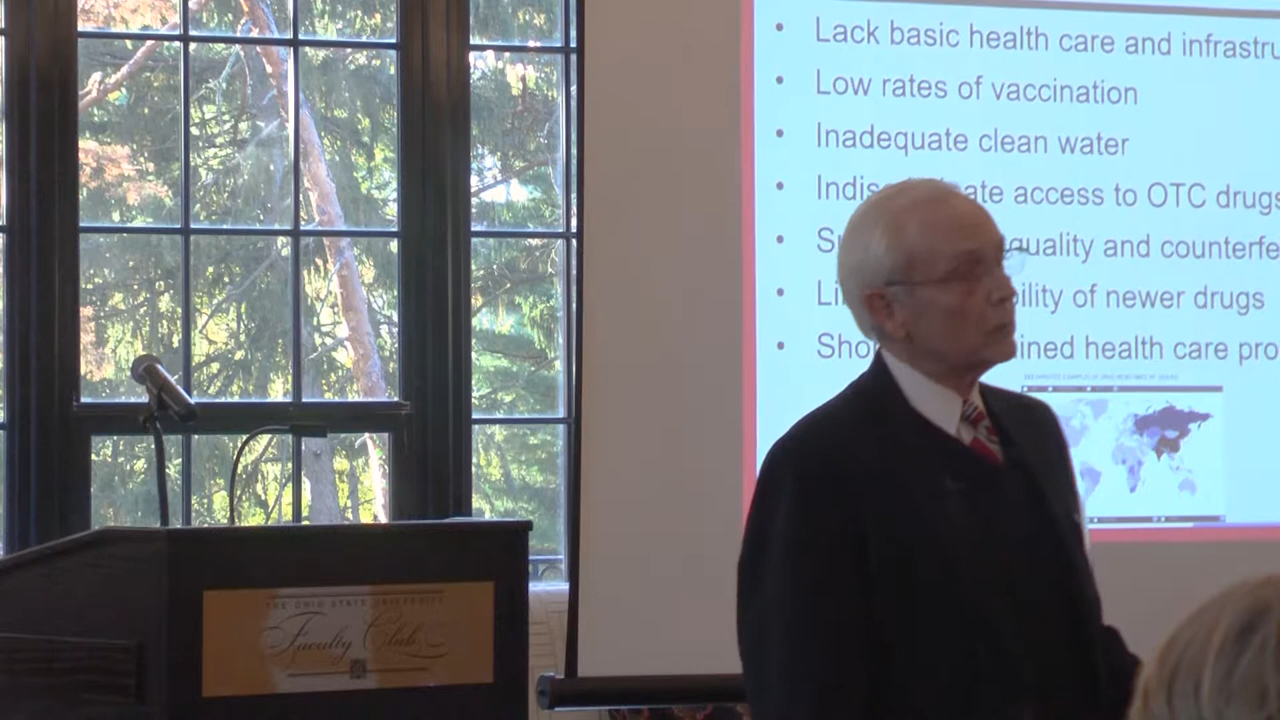 Lack basic health care and infrastru
Low rates of vaccination
Inadequate clean water
Indis ate access to OTC drugs
quality and counterfe
Li ility of newer drugs
Sho ined health care pro
THE OHIO STATE UNIVERSITY
Faculty Club